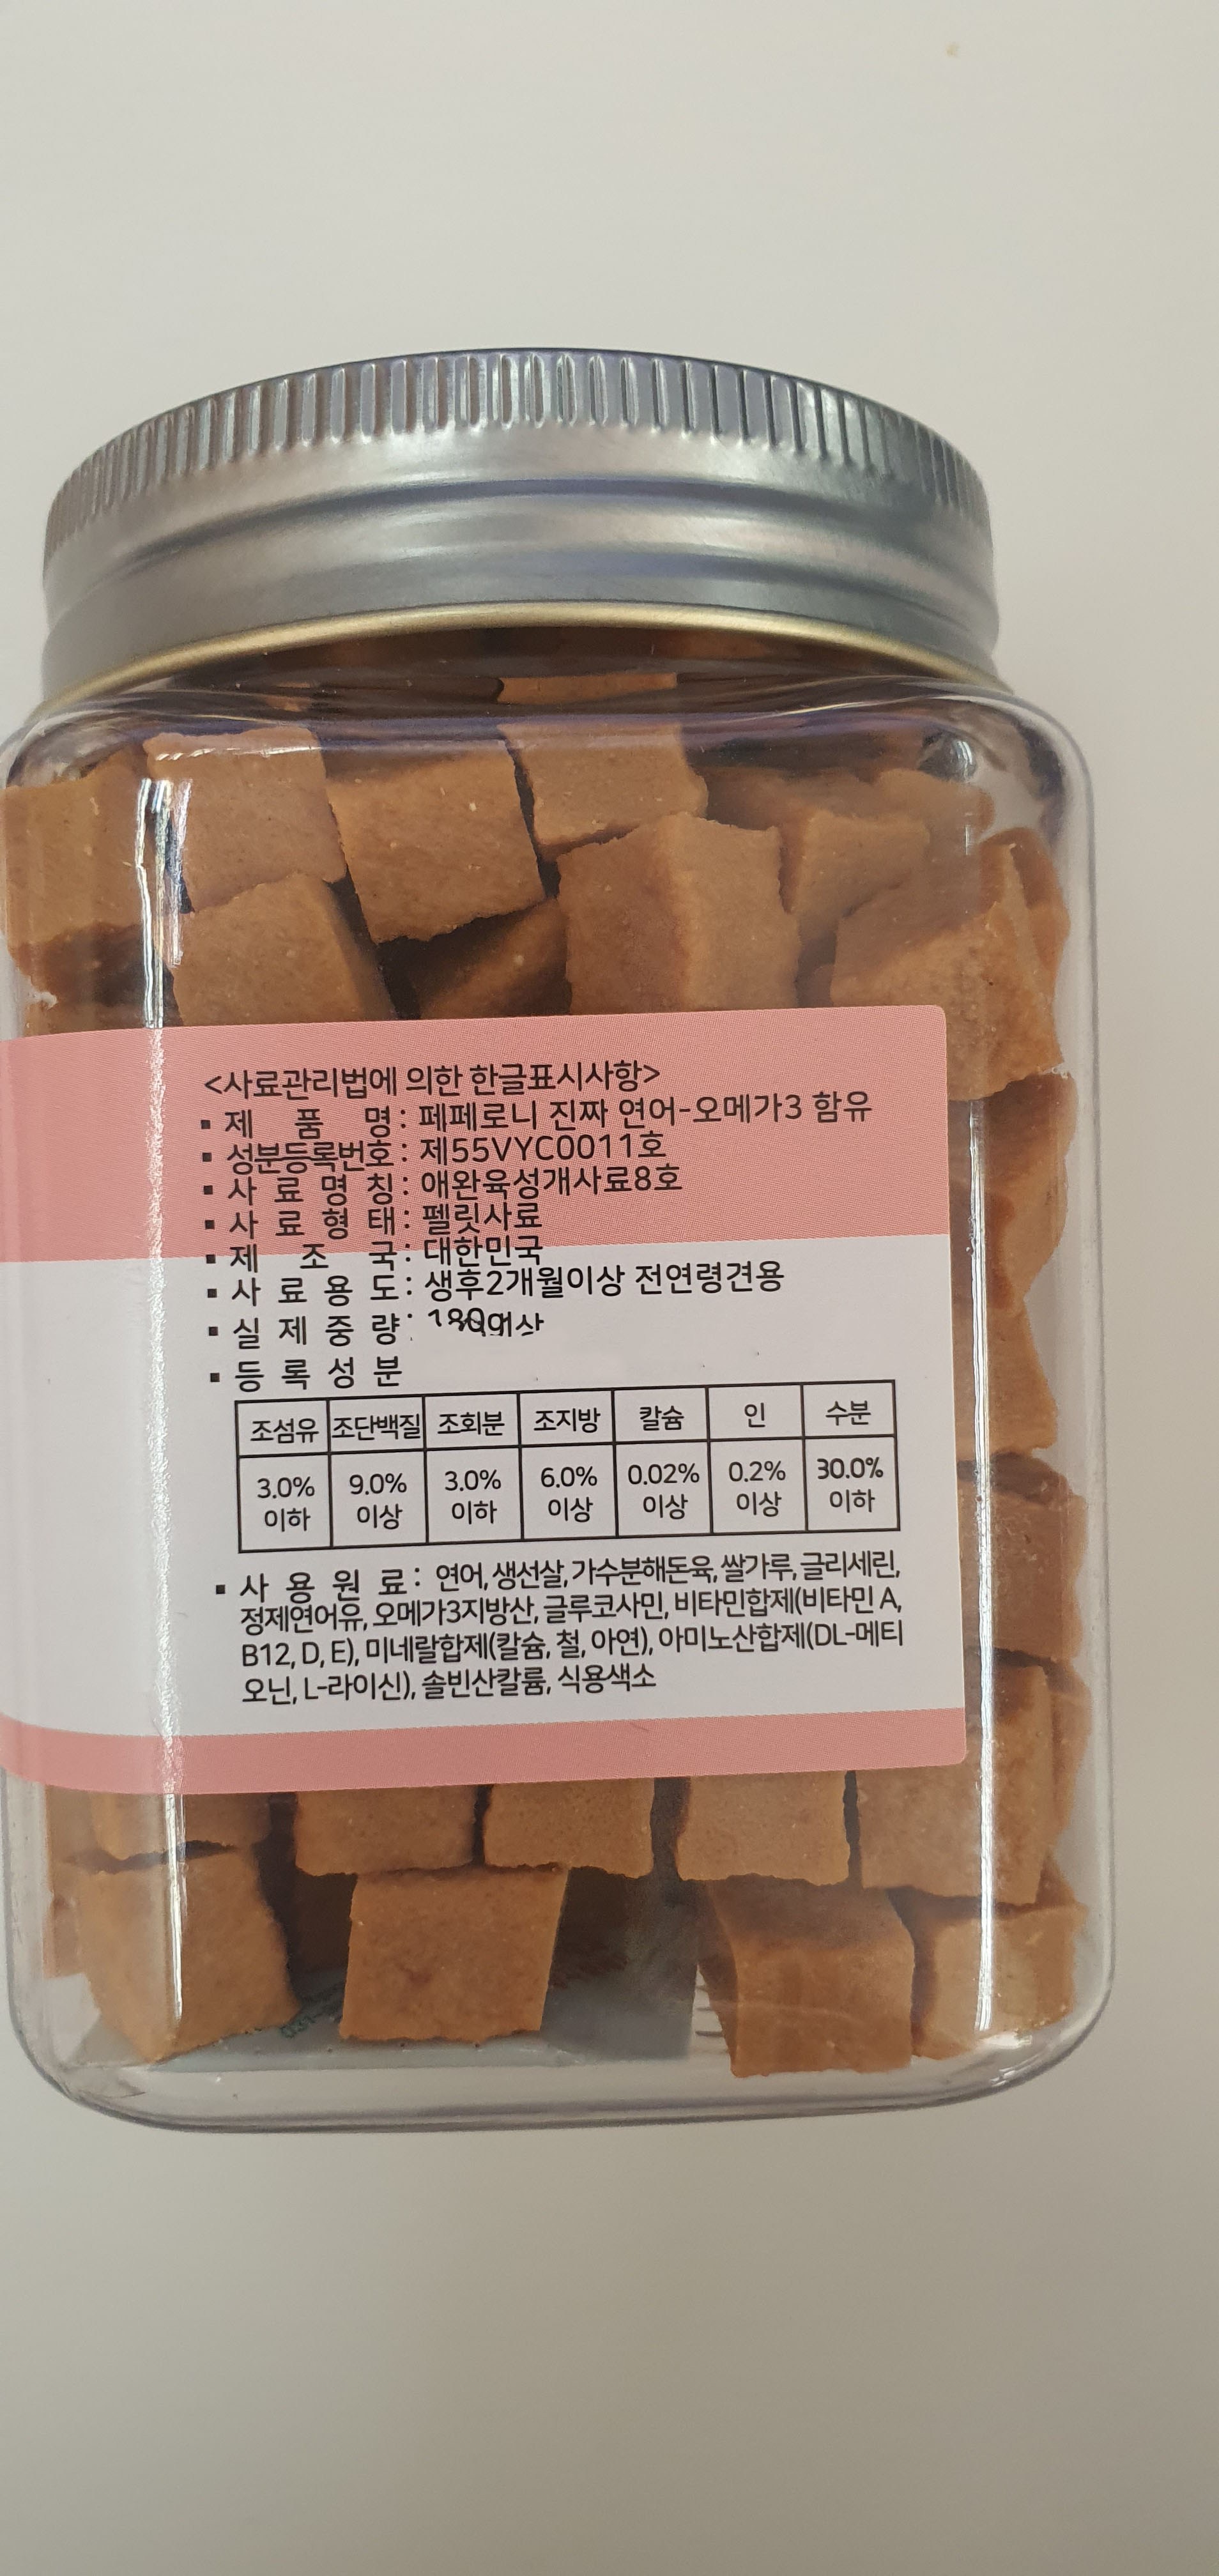 <사료관리법에 의한 한글표시사항>
▪ 제 품 명 : 페페로니 진짜 연어-오메가3 함유
▪ 성분등록번호 : 제55VYC0011호
▪ 사 료 명 칭 : 애완육성개사료8호
▪ 사 료 형 태 : 펠릿사료
▪ 제 조 국 : 대한민국
▪ 사 료 용 도 : 생후2개월이상 전연령견용
▪ 실 제 중 량 :
▪ 등 록 성 분
조섬유 조단백질 조회분 조지방 칼슘 인 수분
3.0% 9.0% 3.0% 6.0% 0.02% 0.2% 30.0%
이하 이상 이하 이상 이상 이상 이하
▪ 사 용 원 료 : 연어, 생선살, 가수분해돈육, 쌀가루, 글리세린,
정제연어유, 오메가3지방산, 글루코사민, 비타민합제(비타민 A,
B12, D, E), 미네랄합제(칼슘, 철, 아연), 아미노산합제(DL-메티
오닌, L-라이신), 솔빈산칼륨, 식용색소